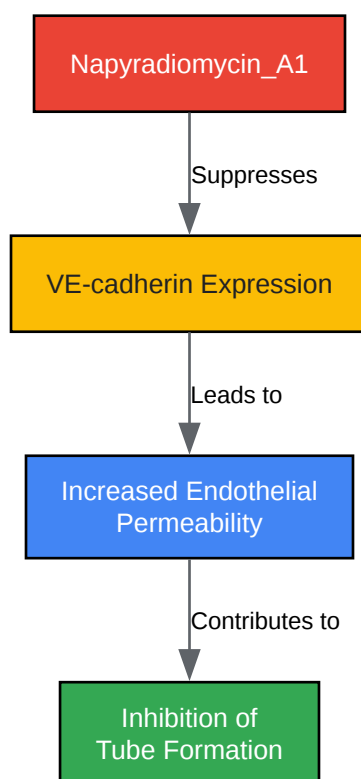 Napyradiomycin_A1
Suppresses
VE-cadherin Expression
Leads to
Increased Endothelial
Permeability
Contributes to
Inhibition of
Tube Formation